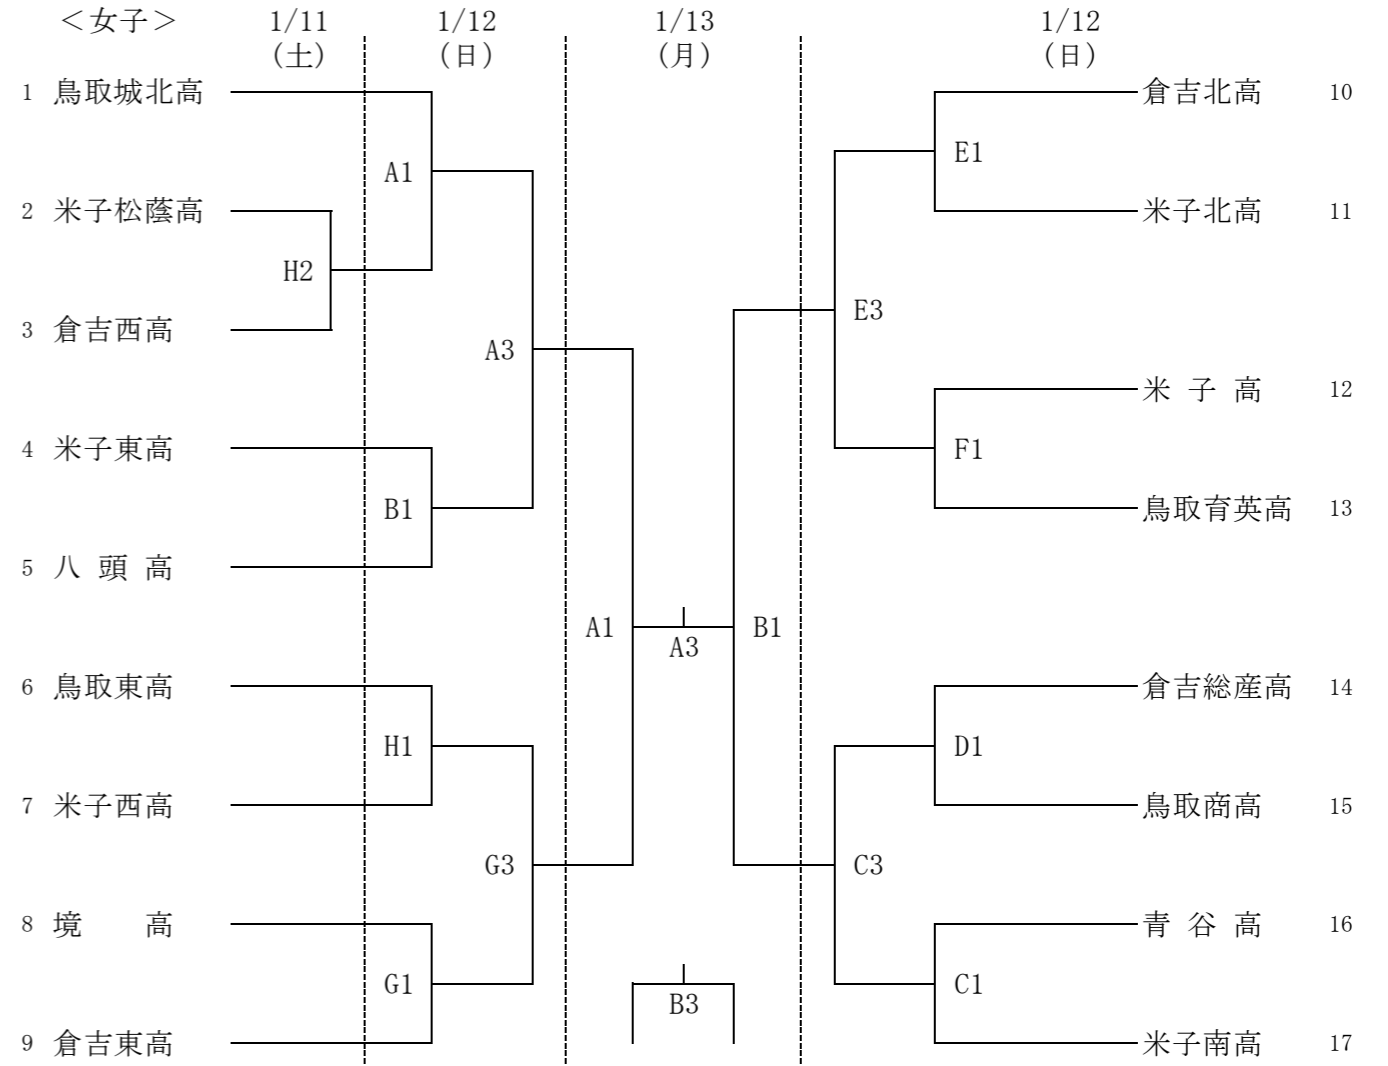 ＜女子＞ 1/11 1/12 1/13 1/12
(土) (日) (月) (日)
1 鳥取城北高 倉吉北高 10
A1 E1
2 米子松蔭高 米子北高 11
H2
3 倉吉西高 E3
A3 米子高 12
4 米子東高 F1
B1 鳥取育英高 13
5 八頭高
A1 A3 B1
6 鳥取東高 倉吉総産高 14
H1 D1
7 米子西高 鳥取商高 15
G3 C3
8 境高 青谷高 16
G1 B3 C1
9 倉吉東高 米子南高 17